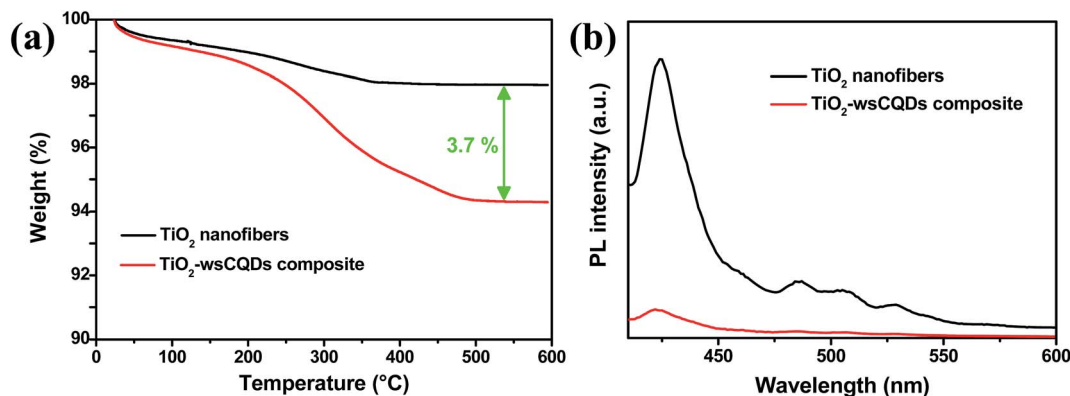 (a)
Weight (%)
100
98
96
94
92
90
3.7 %
TiO2 nanofibers
TiO2-wsCQDs composite
0 100 200 300 400 500 600
Temperature (°C)
(b)
PL intensity (a.u.)
TiO2 nanofibers
TiO2-wsCQDs composite
450 500 550 600
Wavelength (nm)